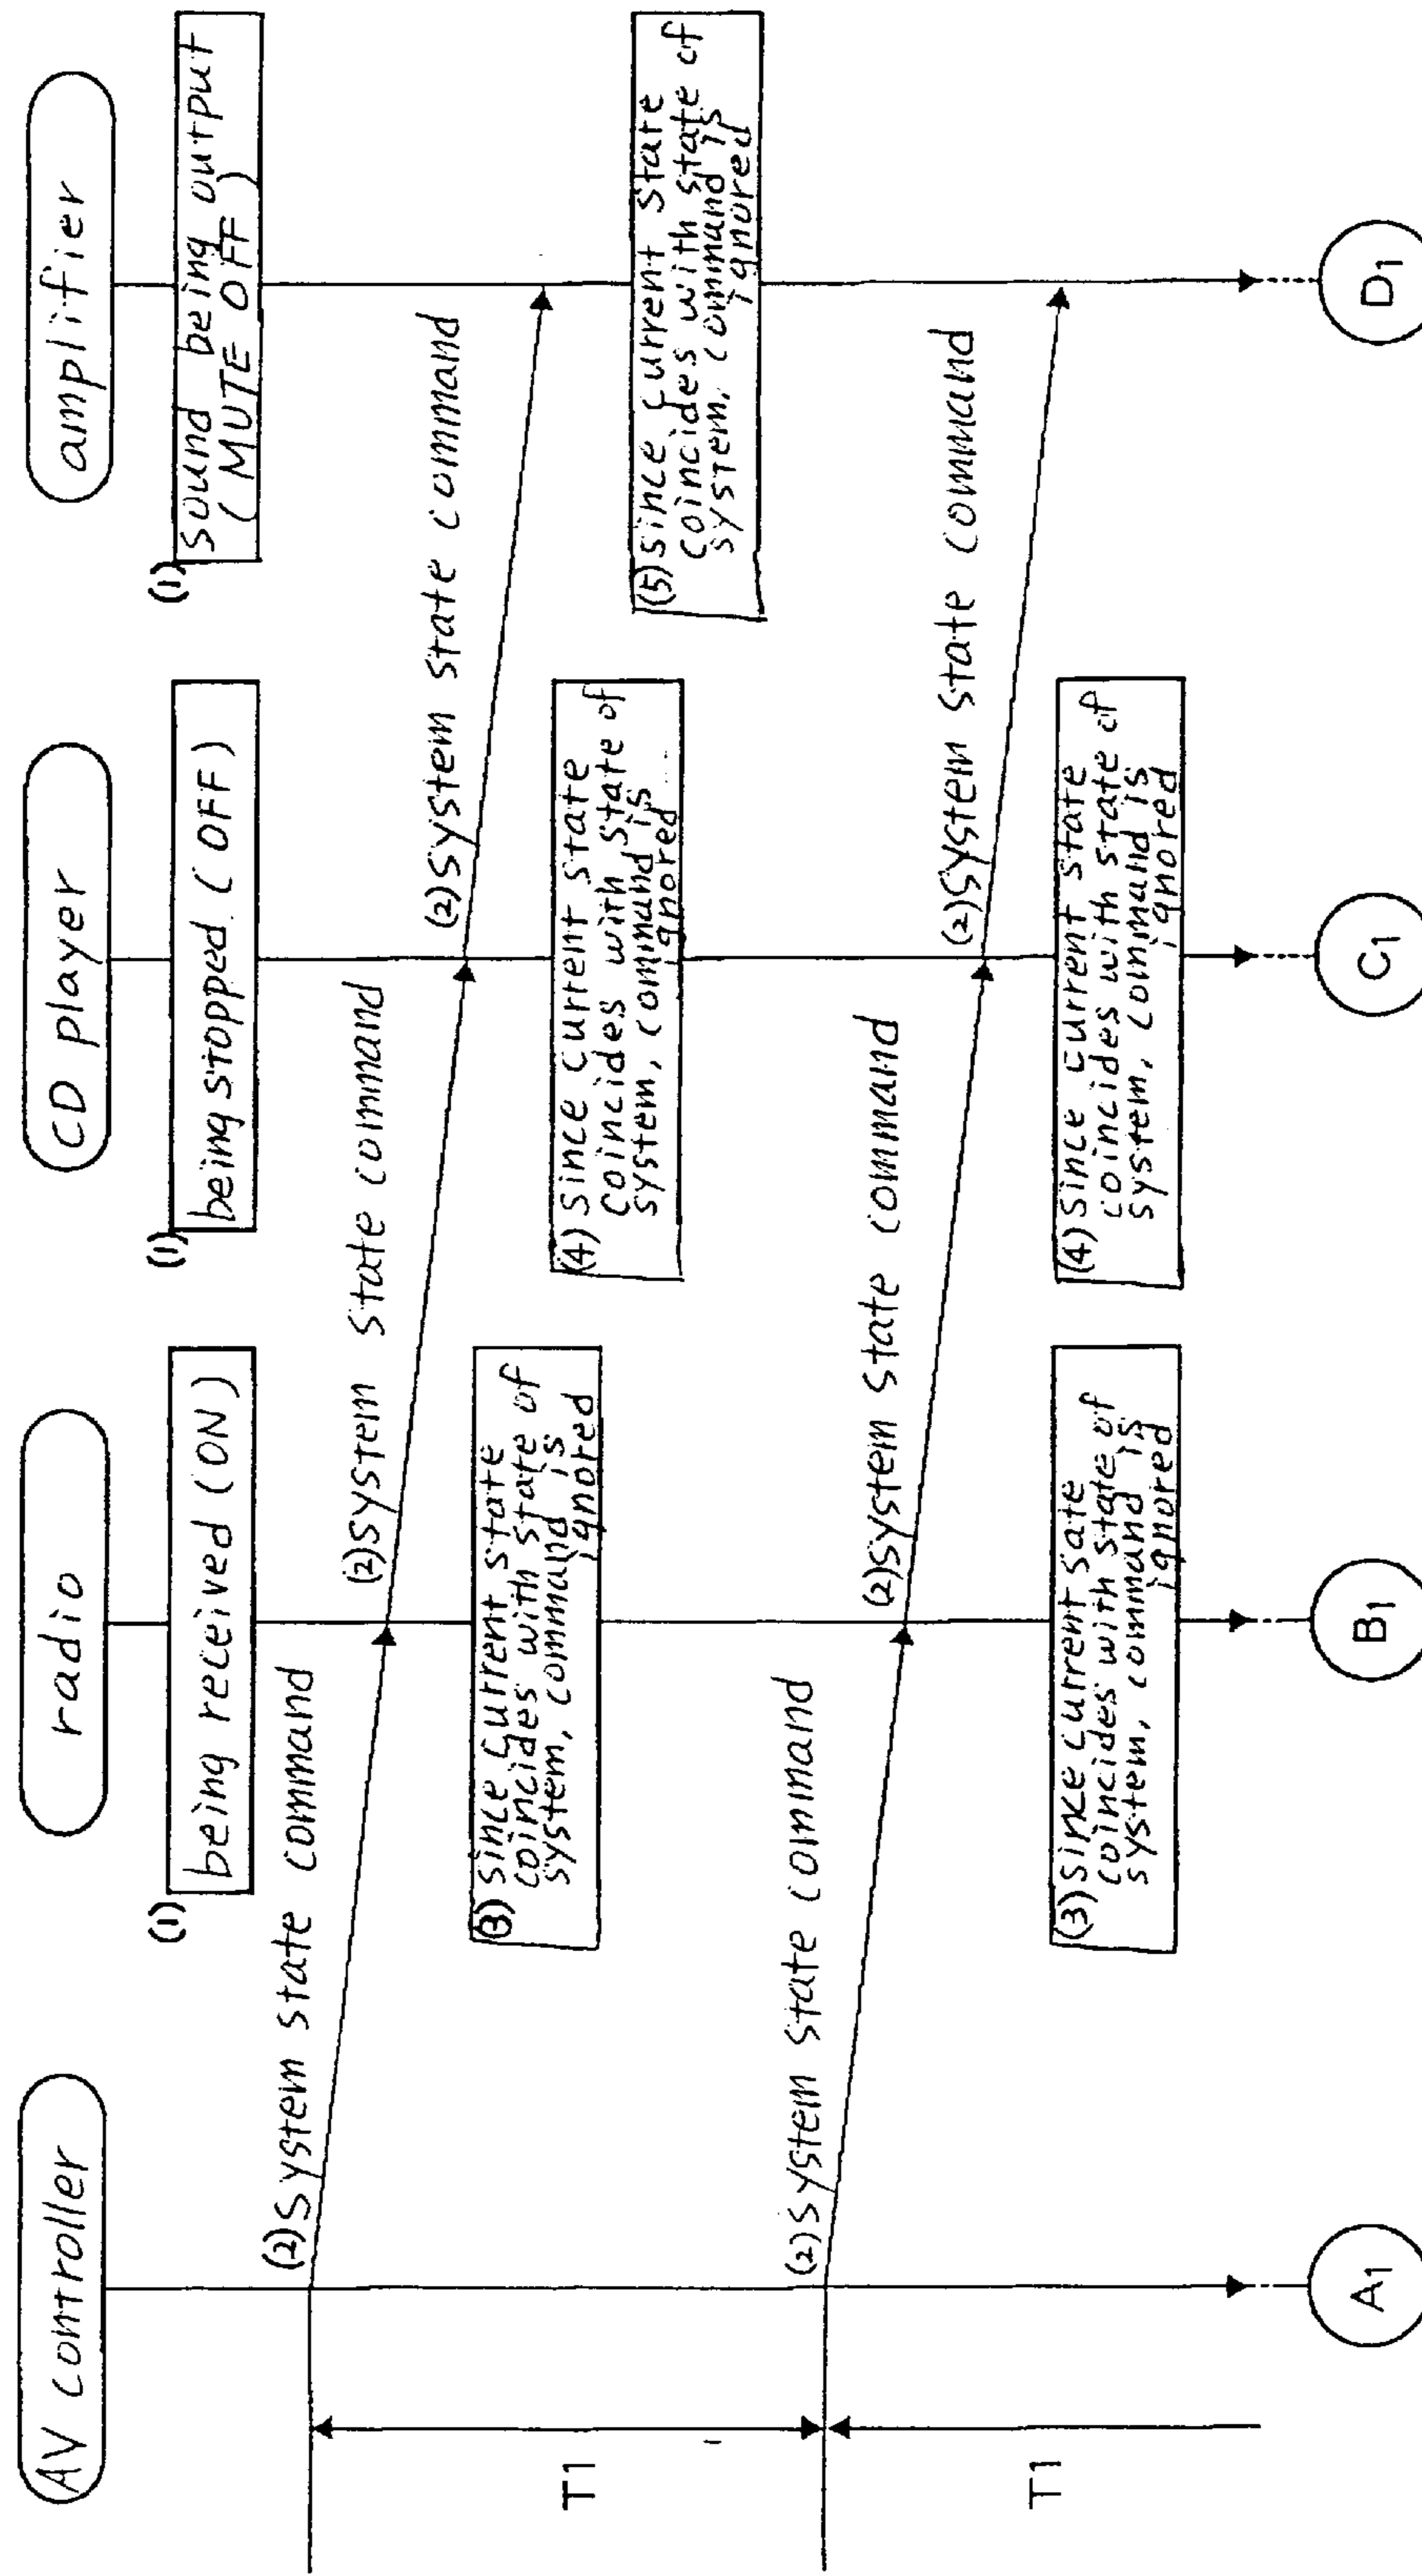 AV controller
radio
CD player
amplifier
(1)
being received (ON)
(1)
being stopped (OFF)
(1)
sound being output
(MUTE OFF)
(2) System state command
(2) System state command
(2) System state command
(3) since current state
coincides with state of
system, command is
ignored
(4) since current state
coincides with state of
system, command is
ignored
(5) since current state
coincides with state of
system, command is
ignored
T1
(2) System state command
(2) System state command
(2) System state command
(3) since current sate
coincides with state of
system, command is
ignored
(4) since current state
coincides with state of
system, command is
ignored
T1
A1
B1
C1
D1